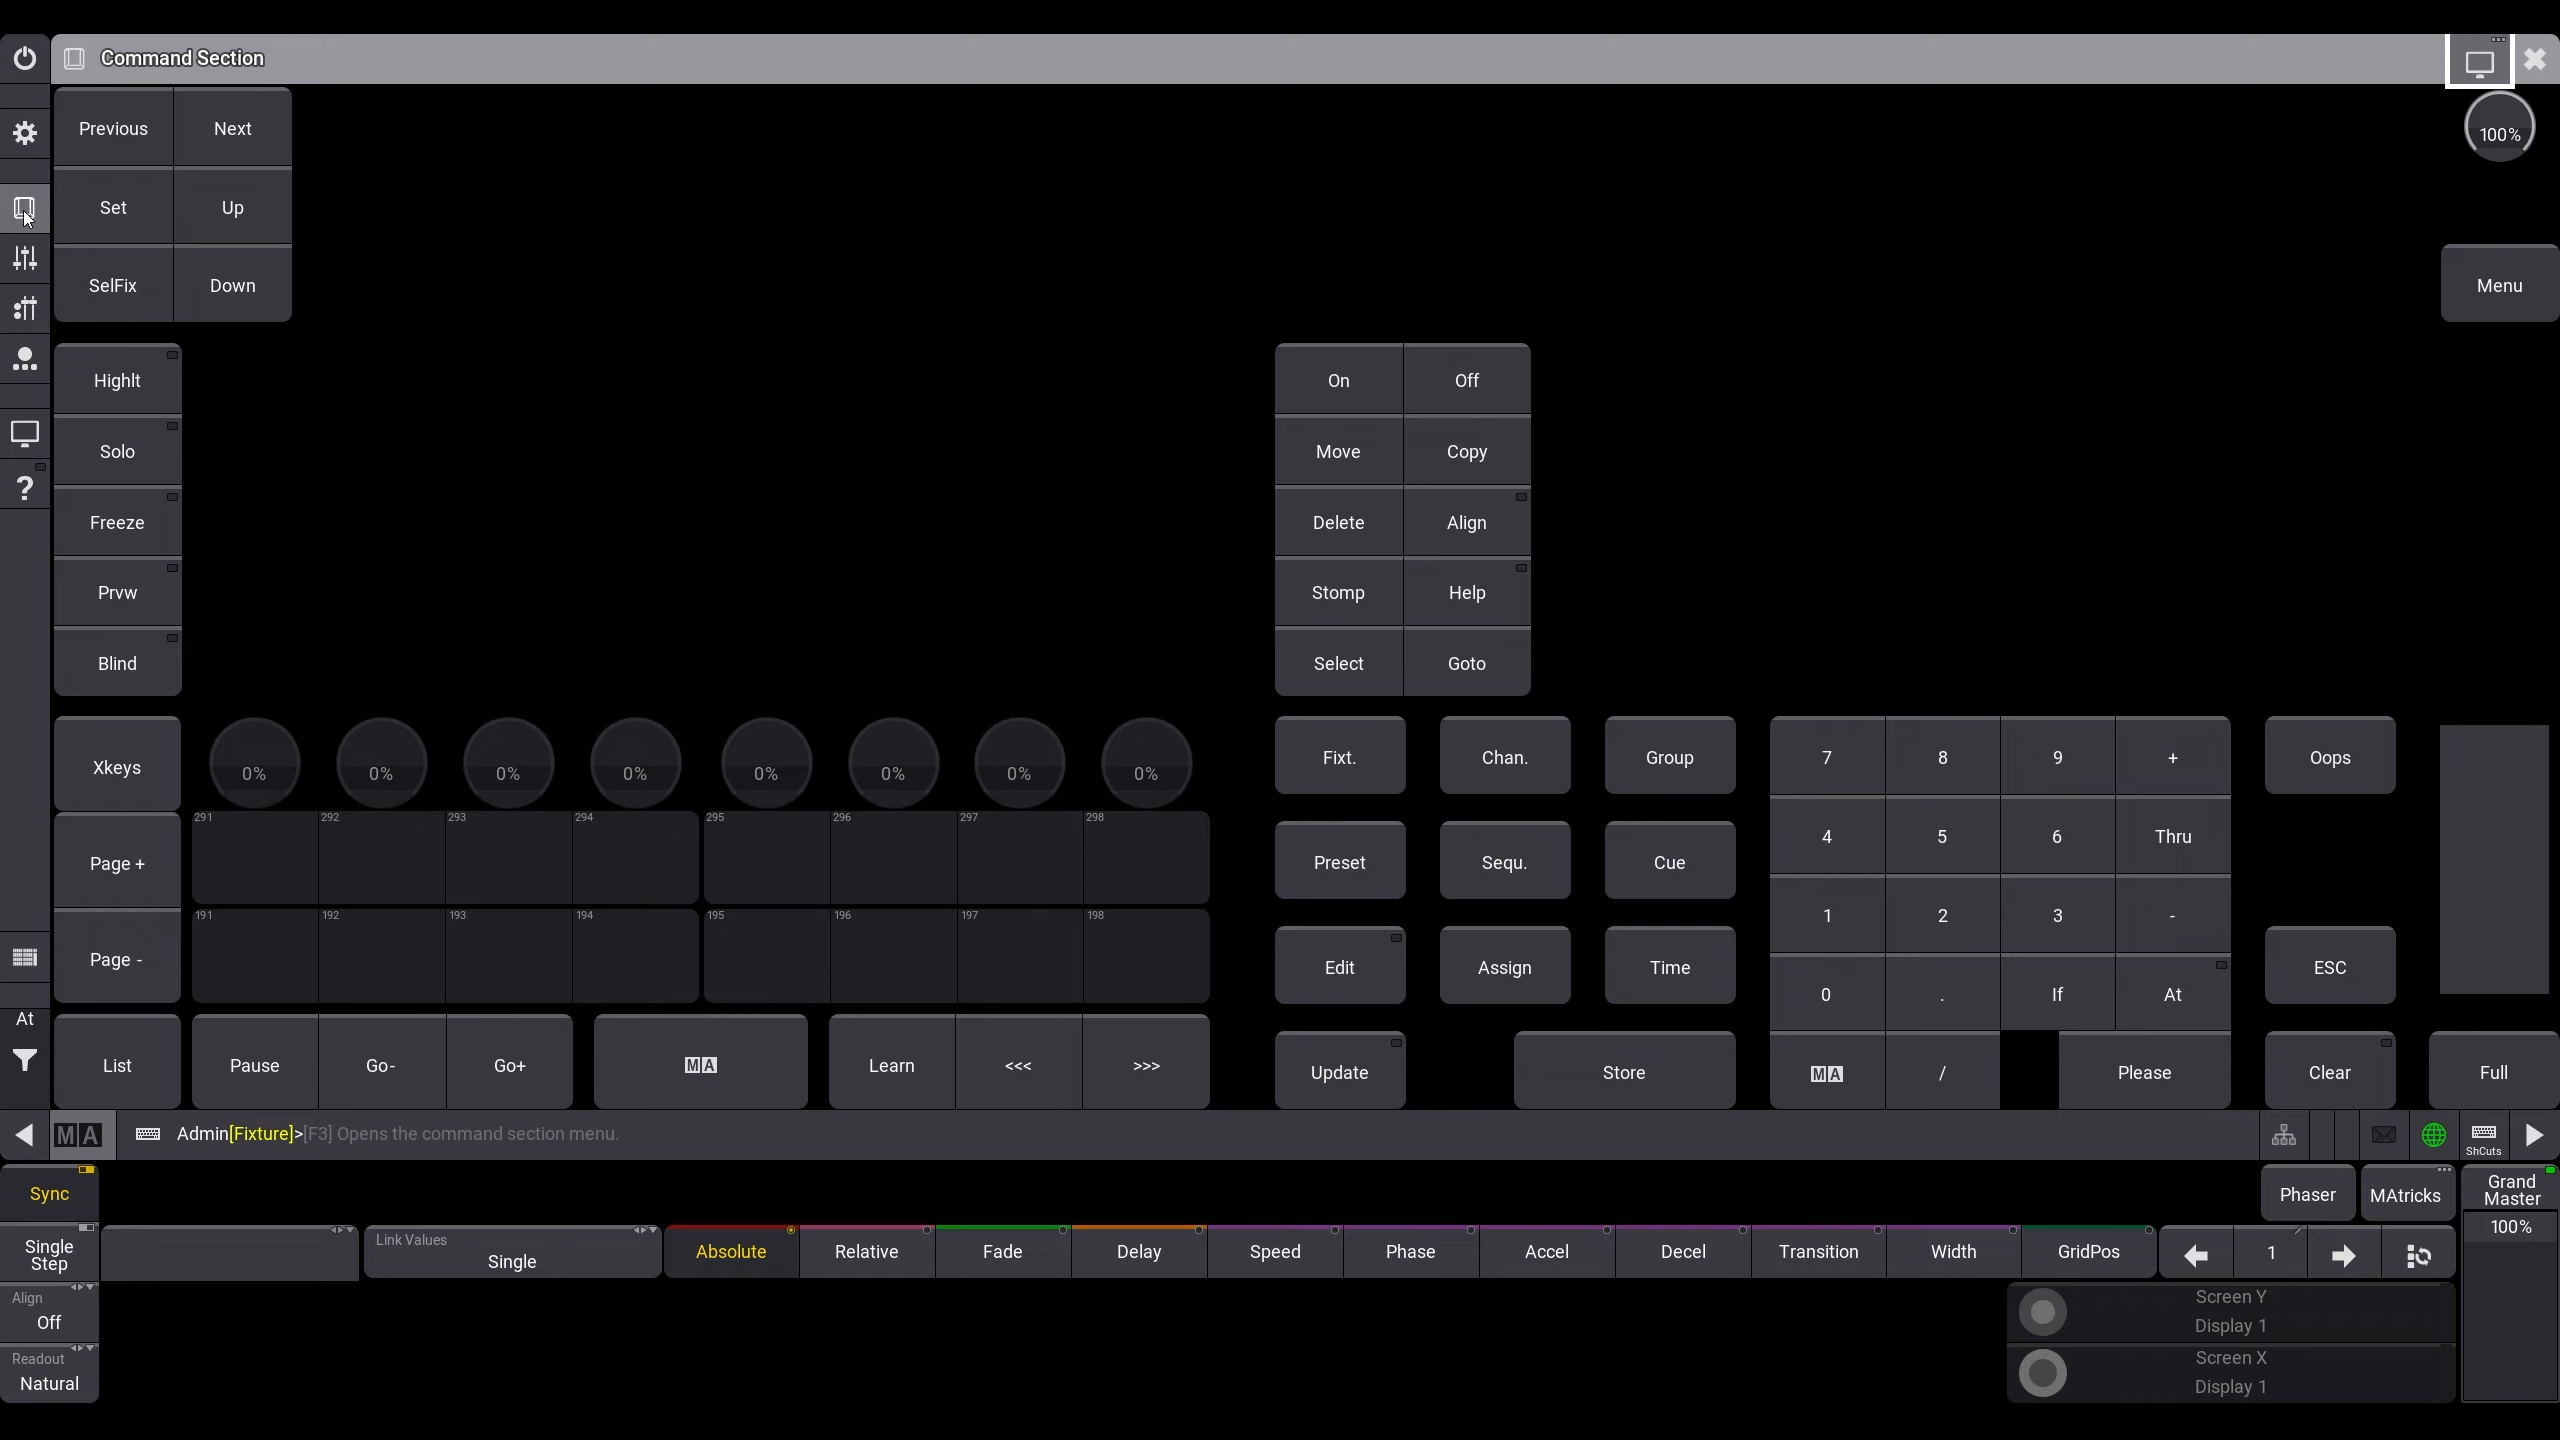 Command Section
Previous
Next
100%
Set
Up
SelFix
Down
Menu
Highlt
On
Off
Solo
Move
Copy
?
Freeze
Delete
Align
Prvw
Stomp
Help
Blind
Select
Goto
Xkeys
0%
0%
0%
0%
0%
0%
0%
0%
Fixt.
Chan.
Group
7
8
9
+
Oops
291
292
293
294
295
296
297
298
Page +
Preset
Sequ.
Cue
4
5
6
Thru
191
192
193
194
195
196
197
198
Page -
Edit
Assign
Time
1
2
3
-
ESC
0
.
If
At
At
List
Pause
Go-
Go+
MA
Learn
<<<
>>>
Update
Store
MA
/
Please
Clear
Full
MA
Admin[Fixture]>[F3] Opens the command section menu.
ShCuts
Sync
Phaser
MAtricks
Grand
Master
100%
Single
Step
Link Values
Single
Absolute
Relative
Fade
Delay
Speed
Phase
Accel
Decel
Transition
Width
GridPos
1
Align
Off
Screen Y
Display 1
Readout
Natural
Screen X
Display 1